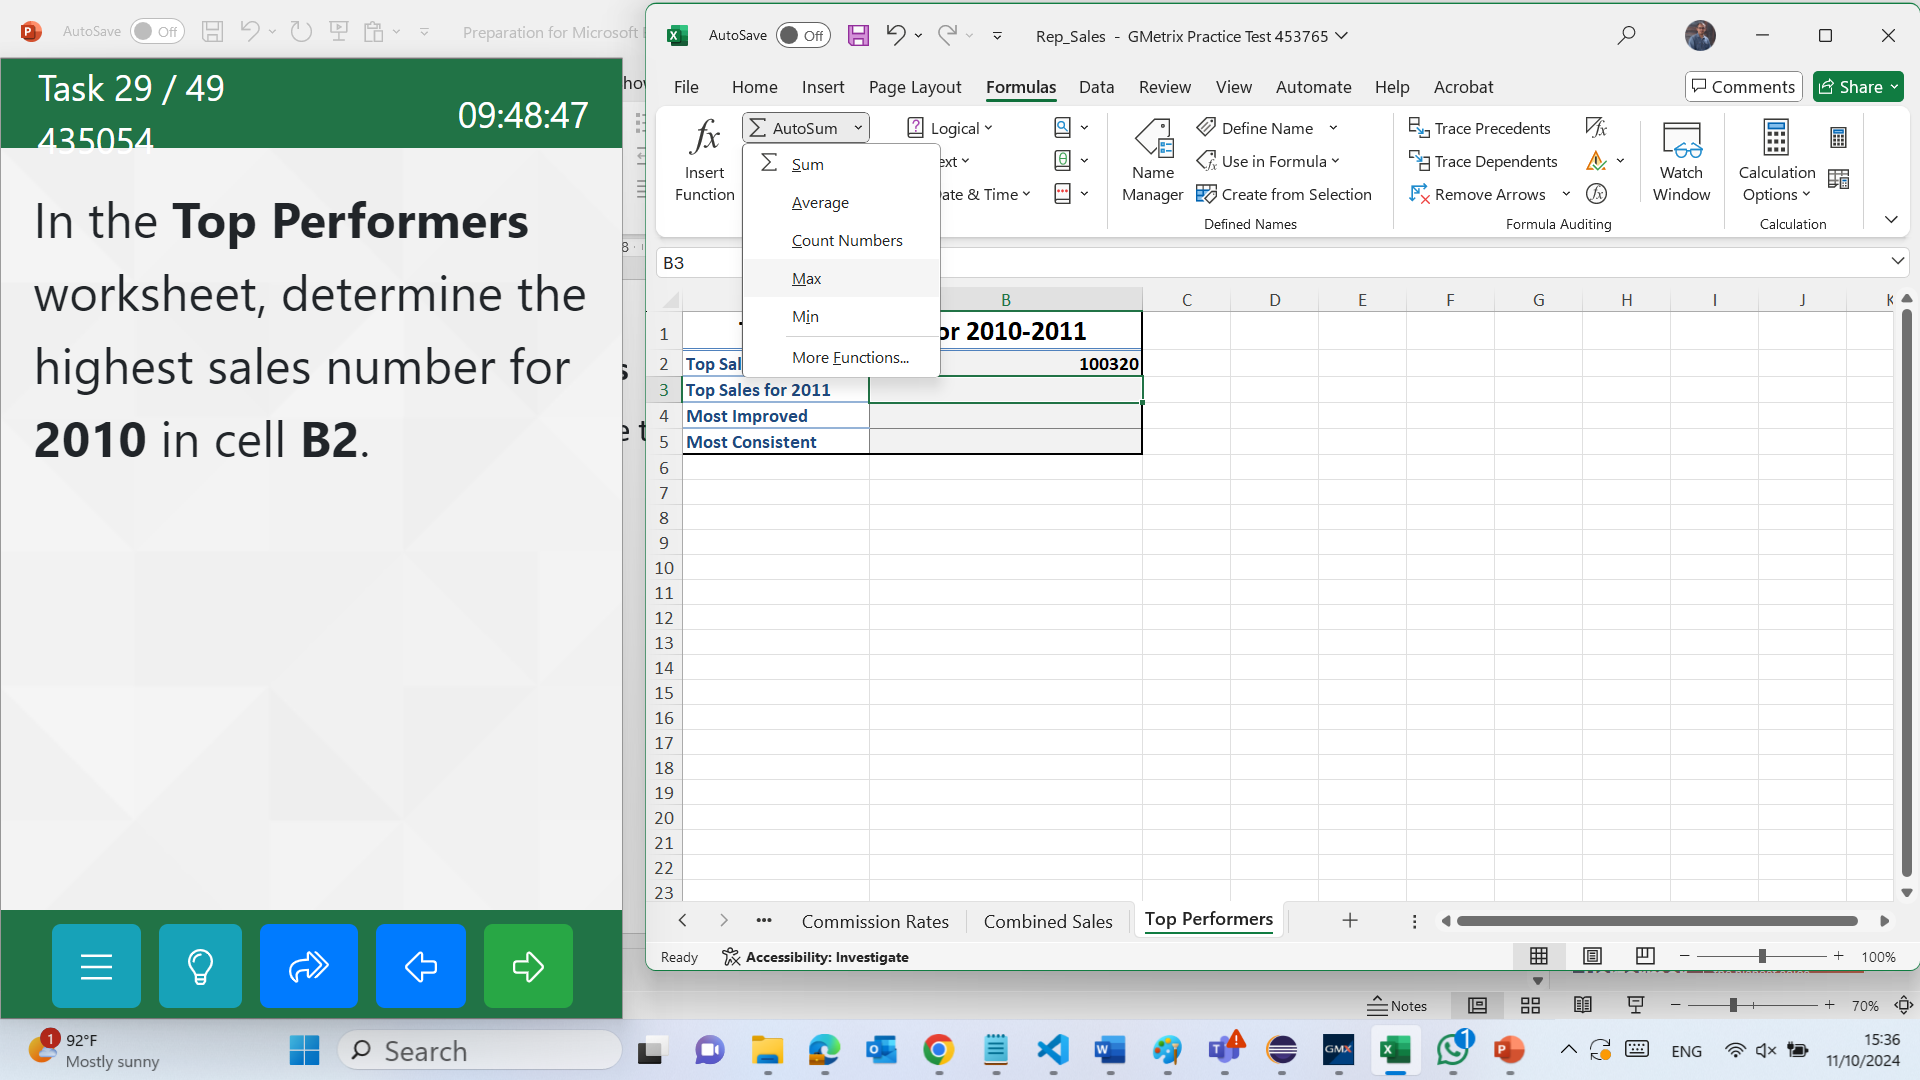 AutoSave Off Preparation for Microsoft
Task 29 / 49
09:48:47
435054
In the Top Performers
worksheet, determine the
highest sales number for
2010 in cell B2.
AutoSave Off Rep_Sales - GMetrix Practice Test 453765
File Home Insert Page Layout Formulas Data Review View Automate Help Acrobat Comments Share
Insert Function
AutoSum
Sum
Average
Count Numbers
Max
Min
More Functions...
Logical
ext
ate & Time
Name Manager
Define Name
Use in Formula
Create from Selection
Defined Names
Trace Precedents
Trace Dependents
Remove Arrows
Formula Auditing
Watch Window
Calculation Options
Calculation
B3
B C D E F G H I J K
1 or 2010-2011
2 Top Sal 100320
3 Top Sales for 2011
4 Most Improved
5 Most Consistent
6
7
8
9
10
11
12
13
14
15
16
17
18
19
20
21
22
23
Commission Rates Combined Sales Top Performers
Ready Accessibility: Investigate 100%
Notes 70%
1 92°F
Mostly sunny
Search
GMX
1
ENG
15:36
11/10/2024